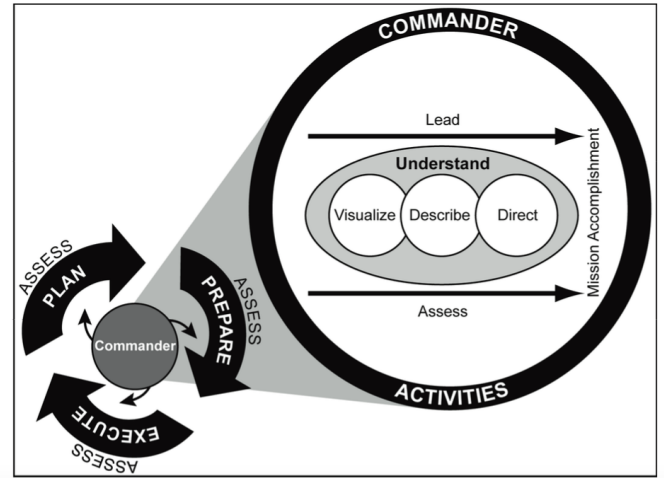 COMMANDER
Lead
Understand
Visualize
Describe
Direct
Mission Accomplishment
Assess
ACTIVITIES
ASSESS
PLAN
PREPARE
ASSESS
Commander
EXECUTE
ASSESS